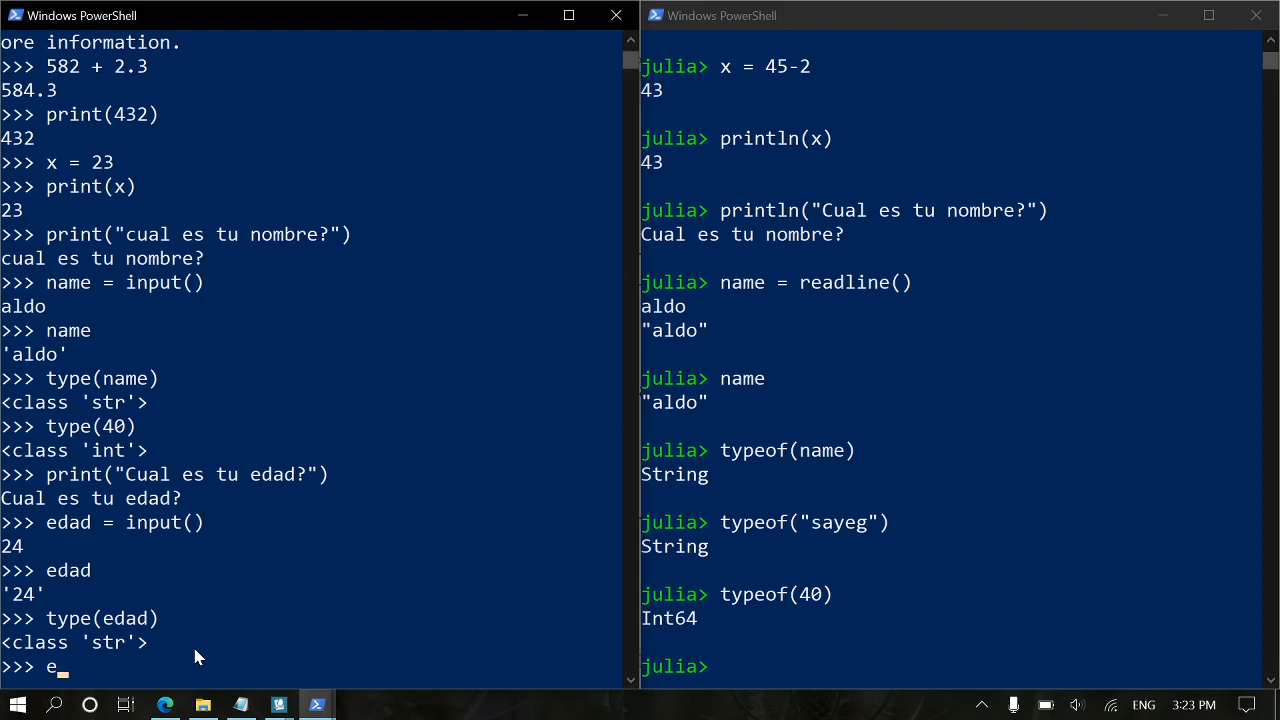 Windows PowerShell
ore information.
>>> 582 + 2.3
584.3
>>> print(432)
432
>>> x = 23
>>> print(x)
23
>>> print("cual es tu nombre?")
cual es tu nombre?
>>> name = input()
aldo
>>> name
'aldo'
>>> type(name)
<class 'str'>
>>> type(40)
<class 'int'>
>>> print("Cual es tu edad?")
Cual es tu edad?
>>> edad = input()
24
>>> edad
'24'
>>> type(edad)
<class 'str'>
>>> e
Windows PowerShell
julia> x = 45-2
43
julia> println(x)
43
julia> println("Cual es tu nombre?")
Cual es tu nombre?
julia> name = readline()
aldo
"aldo"
julia> name
"aldo"
julia> typeof(name)
String
julia> typeof("sayeg")
String
julia> typeof(40)
Int64
julia>
ENG 3:23 PM